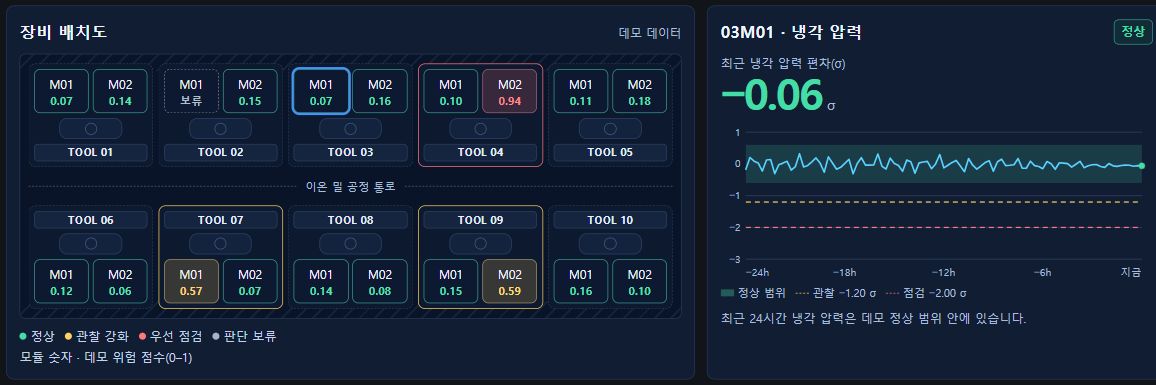 장비 배치도
데모 데이터
M01 M02 M01 M02 M01 M02 M01 M02 M01 M02
0.07 0.14 보류 0.15 0.07 0.16 0.10 0.94 0.11 0.18
TOOL 01 TOOL 02 TOOL 03 TOOL 04 TOOL 05
이온 밀 공정 통로
TOOL 06 TOOL 07 TOOL 08 TOOL 09 TOOL 10
M01 M02 M01 M02 M01 M02 M01 M02 M01 M02
0.12 0.06 0.57 0.07 0.14 0.08 0.15 0.59 0.16 0.10
정상 관찰 강화 우선 점검 판단 보류
모듈 숫자 · 데모 위험 점수(0–1)
03M01 · 냉각 압력
정상
최근 냉각 압력 편차(σ)
−0.06 σ
1
0
−1
−2
−3
−24h −18h −12h −6h 지금
정상 범위 관찰 −1.20 σ 점검 −2.00 σ
최근 24시간 냉각 압력은 데모 정상 범위 안에 있습니다.